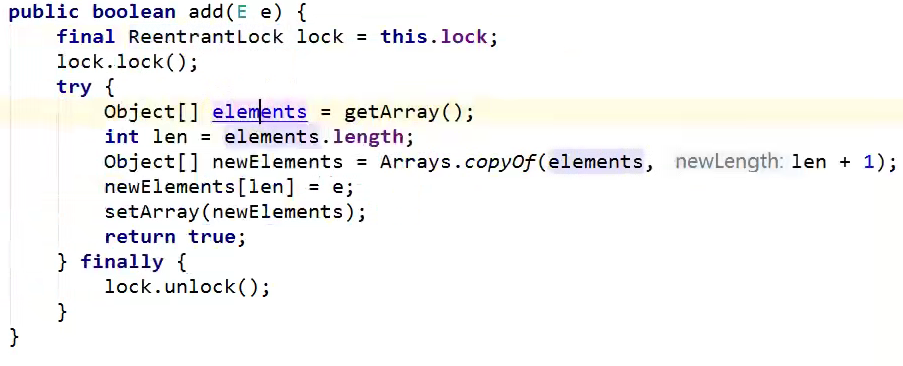 public boolean add(E e) {
    final ReentrantLock lock = this.lock;
    lock.lock();
    try {
        Object[] elements = getArray();
        int len = elements.length;
        Object[] newElements = Arrays.copyOf(elements, newLength: len + 1);
        newElements[len] = e;
        setArray(newElements);
        return true;
    } finally {
        lock.unlock();
    }
}